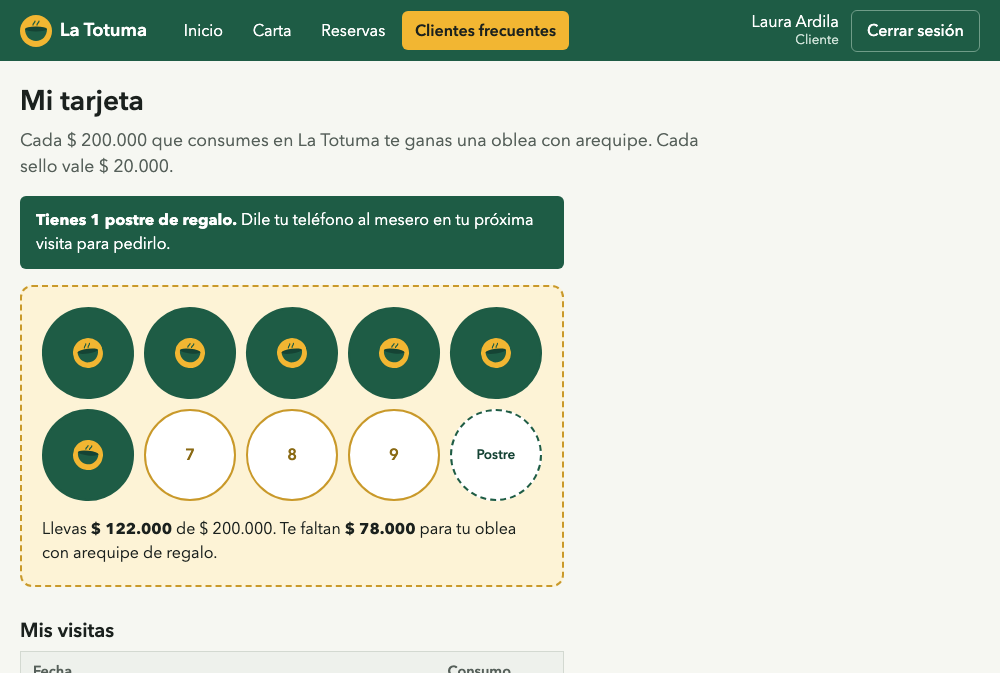 La Totuma
Inicio
Carta
Reservas
Clientes frecuentes
Laura Ardila
Cliente
Cerrar sesión
Mi tarjeta
Cada $ 200.000 que consumes en La Totuma te ganas una oblea con arequipe. Cada
sello vale $ 20.000.
Tienes 1 postre de regalo. Dile tu teléfono al mesero en tu próxima
visita para pedirlo.
7
8
9
Postre
Llevas $ 122.000 de $ 200.000. Te faltan $ 78.000 para tu oblea
con arequipe de regalo.
Mis visitas
Fecha
Consumo